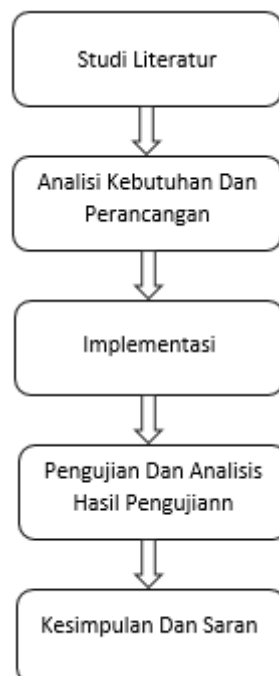 Studi Literatur
Analisi Kebutuhan Dan
Perancangan
Implementasi
Pengujian Dan Analisis
Hasil Pengujiann
Kesimpulan Dan Saran